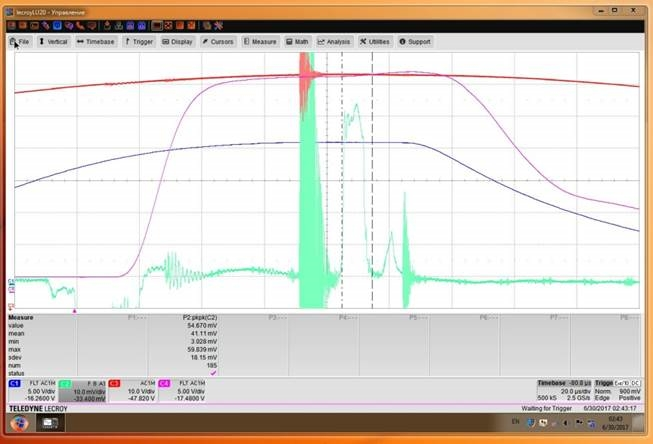 lecroyLU20 - Управление
File Vertical Timebase Trigger Display Cursors Measure Math Analysis Utilities Support
C1
C3
Measure P1:--- P2:pkpk(C2) P3:--- P4:--- P5:--- P6:--- P7:--- P8:---
value 54.670 mV
mean 41.11 mV
min 3.028 mV
max 59.839 mV
sdev 18.15 mV
num 185
status
C1 FLT AC1M C2 F B A1 C3 AC1M C4 FLT AC1M Timebase -80.0 µs Trigger Ext/10 DC
5.00 V/div 10.0 mV/div 10.0 V/div 5.00 V/div 20.0 µs/div Norm. 900 mV
-16.2600 V -33.400 mV -47.820 V -17.4800 V 500 kS 2.5 GS/s Edge Positive
TELEDYNE LECROY Waiting for Trigger 6/30/2017 02:43:17
EN 02:43
6/30/2017